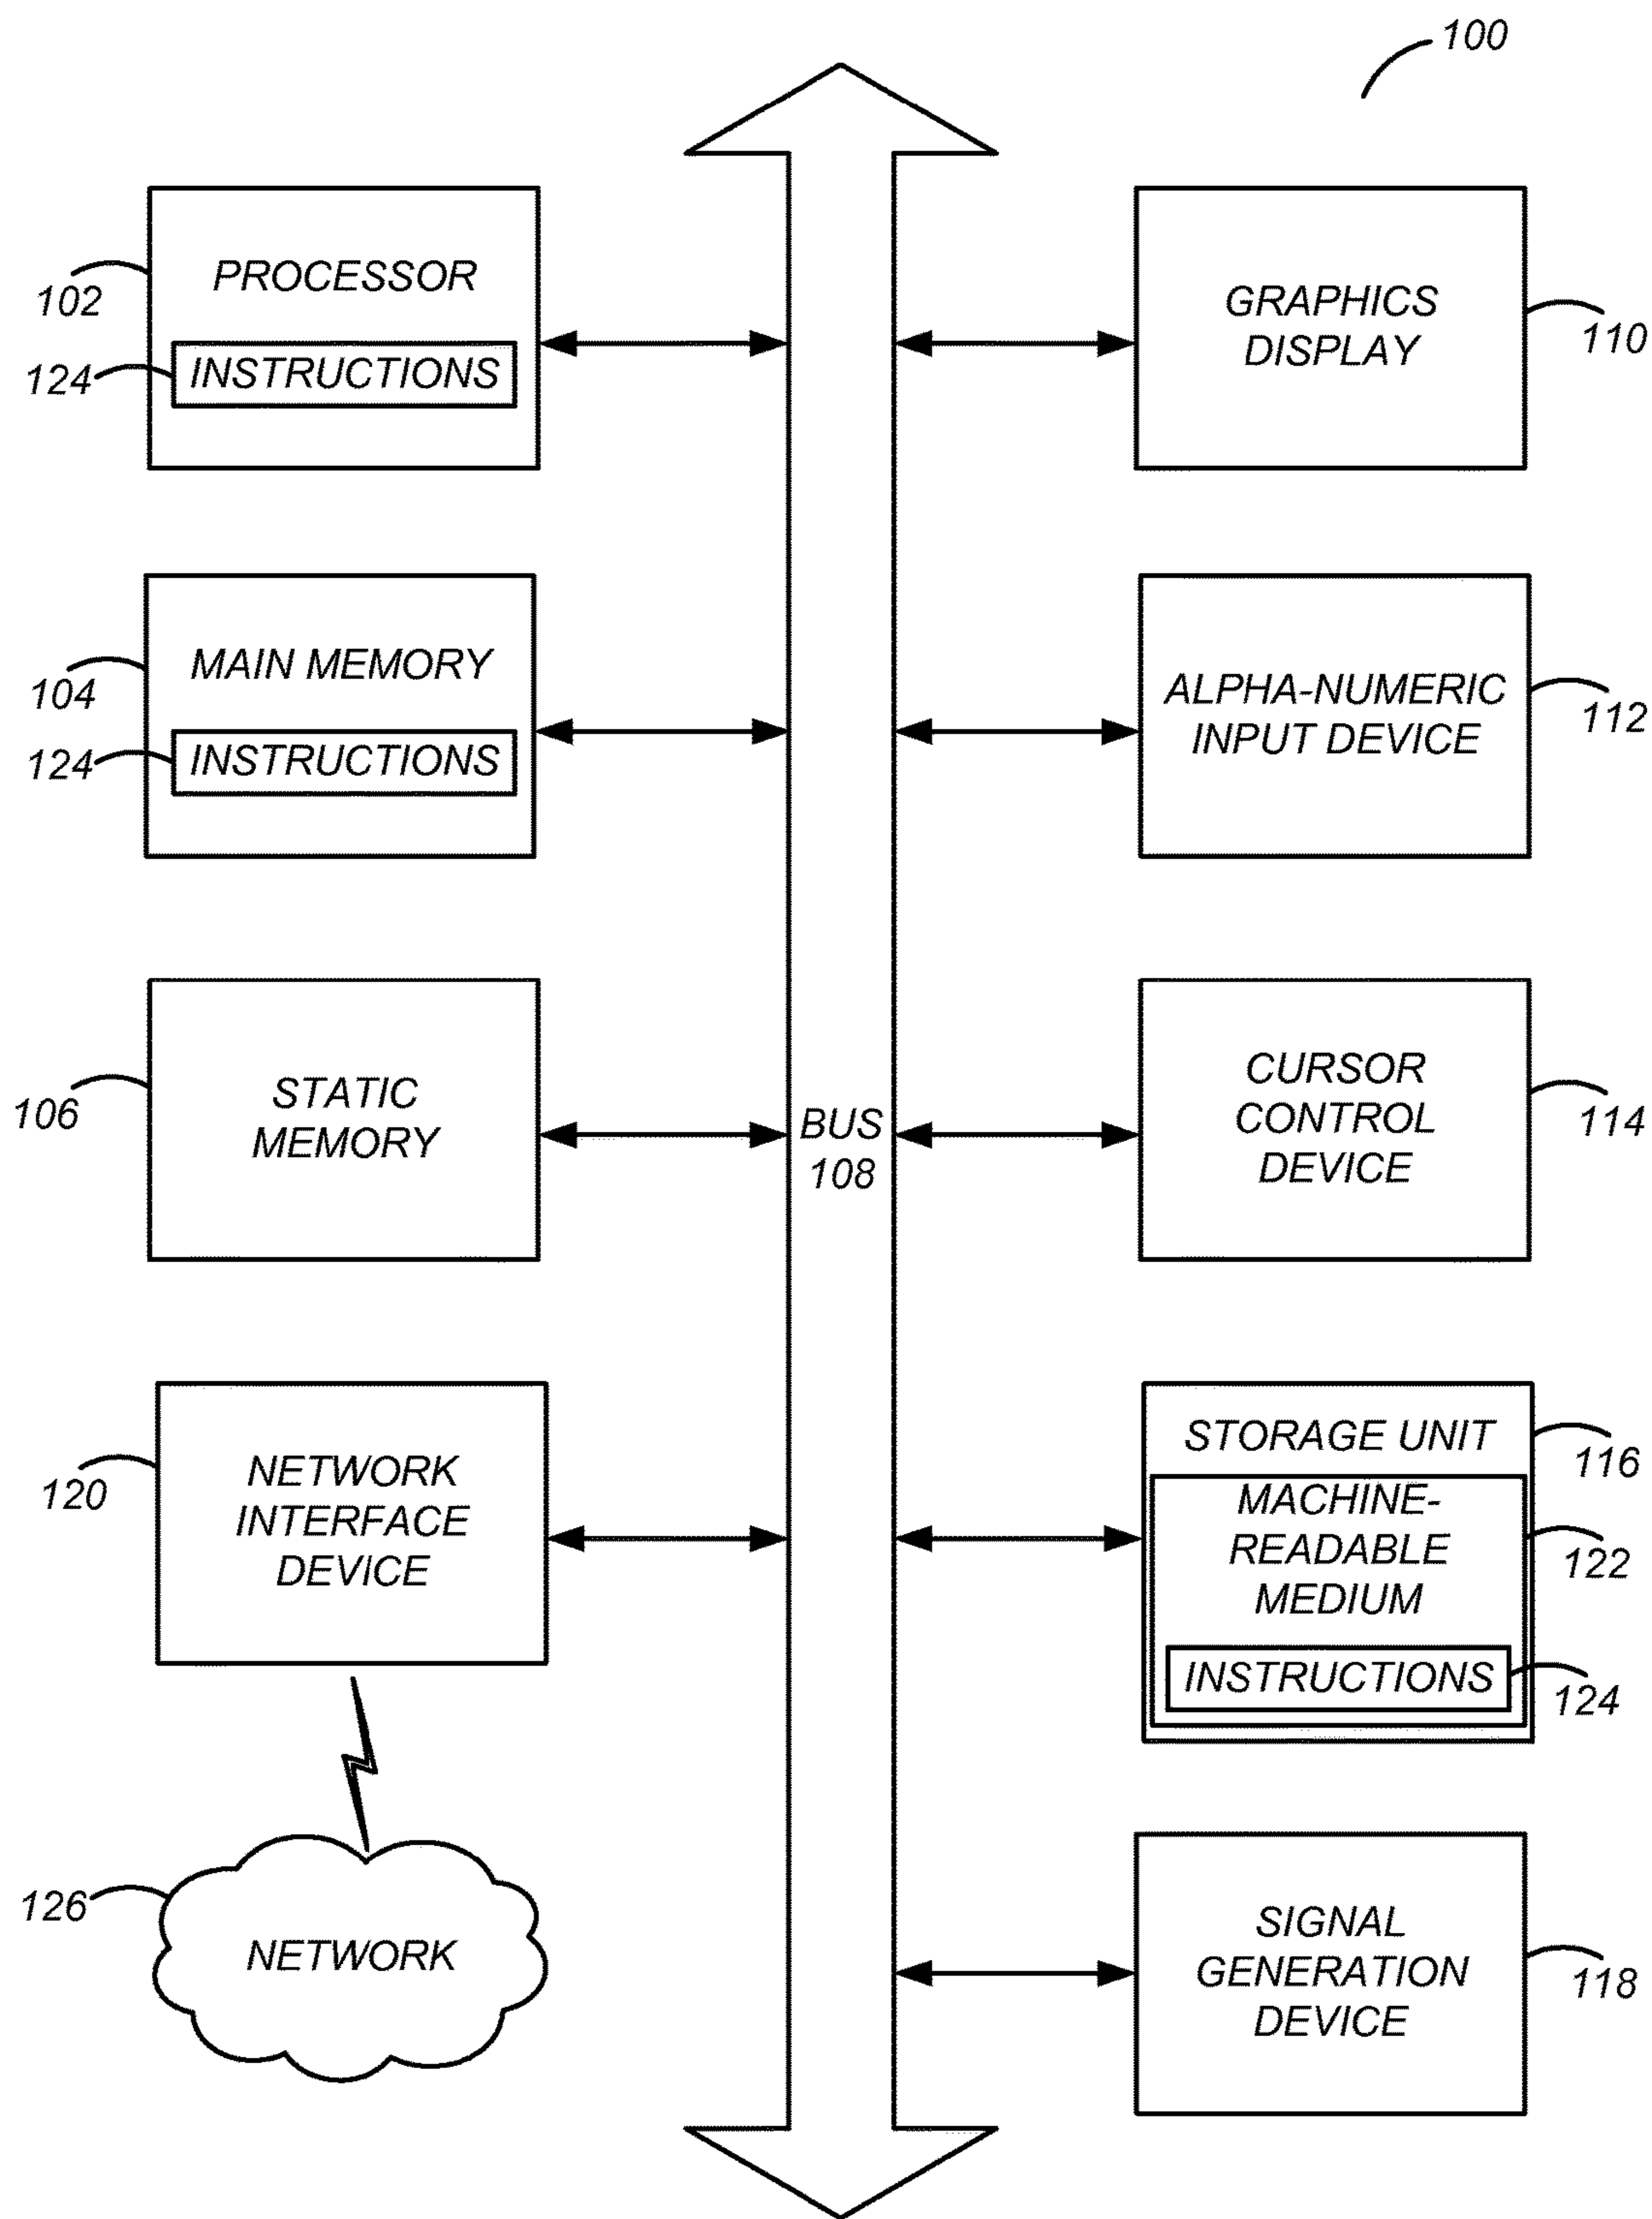 100
PROCESSOR
102
124
INSTRUCTIONS
GRAPHICS
DISPLAY
110
MAIN MEMORY
104
124
INSTRUCTIONS
ALPHA-NUMERIC
INPUT DEVICE
112
STATIC
MEMORY
106
BUS
108
CURSOR
CONTROL
DEVICE
114
NETWORK
INTERFACE
DEVICE
120
STORAGE UNIT
116
MACHINE-
READABLE
MEDIUM
122
INSTRUCTIONS
124
126
NETWORK
SIGNAL
GENERATION
DEVICE
118